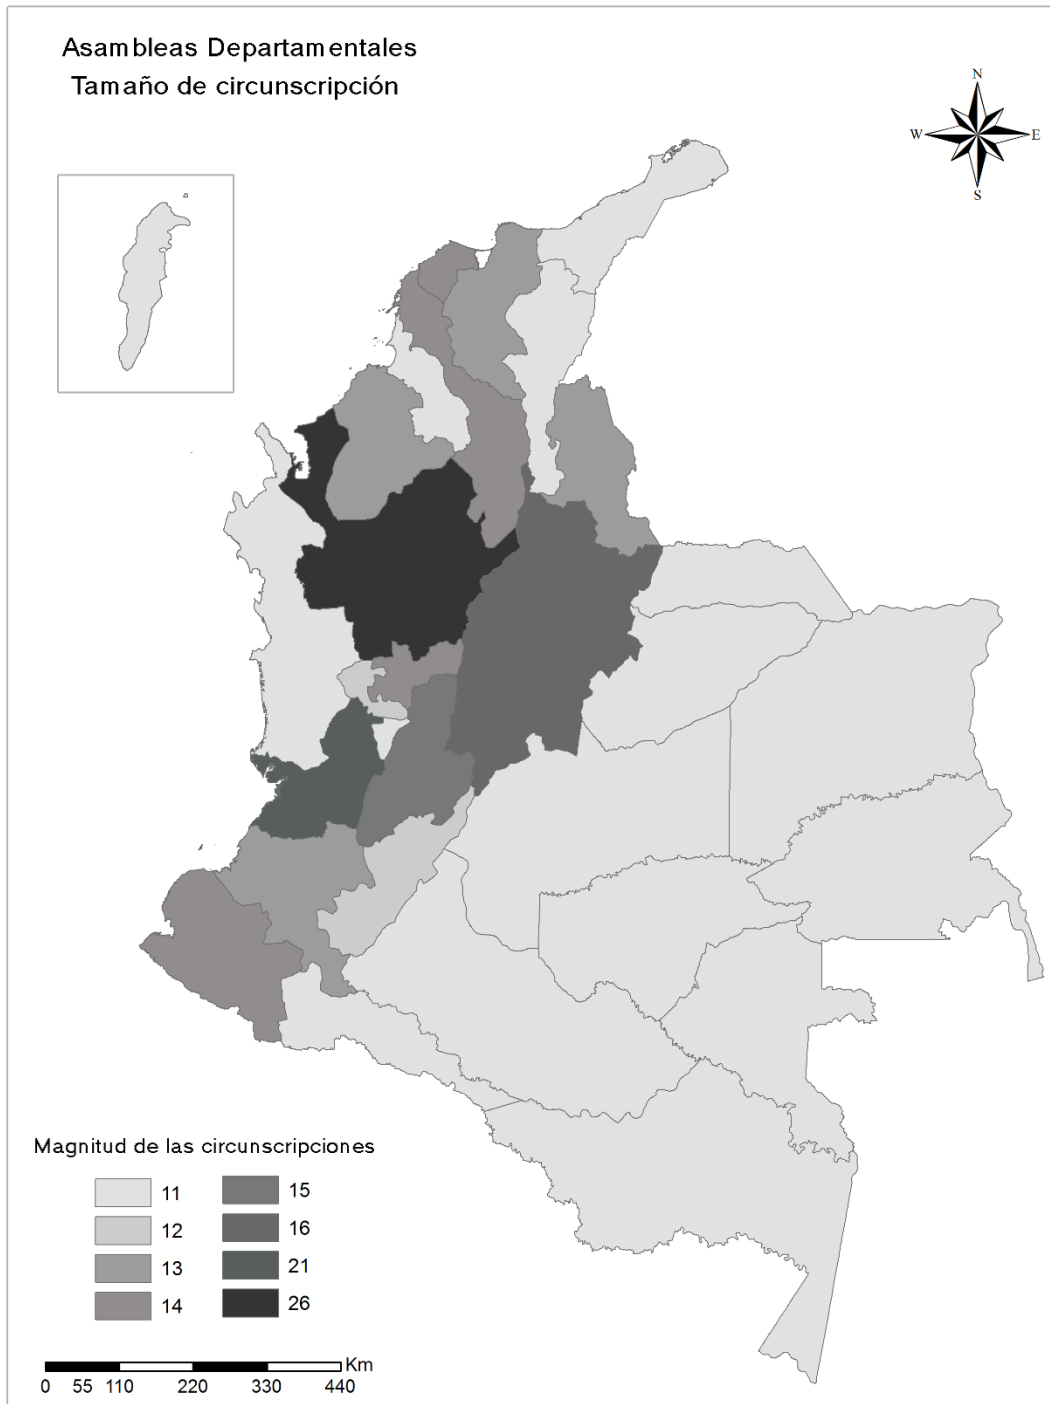 Asambleas Departamentales
Tamaño de circunscripción
N
W
E
S
Magnitud de las circunscripciones
11
12
13
14
15
16
21
26
Km
0 55 110 220 330 440